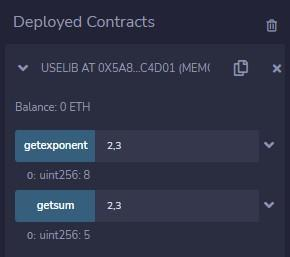 Deployed Contracts
USELIB AT 0X5A8...C4D01 (MEMO
Balance: 0 ETH
getexponent 2,3
0: uint256: 8
getsum 2,3
0: uint256: 5